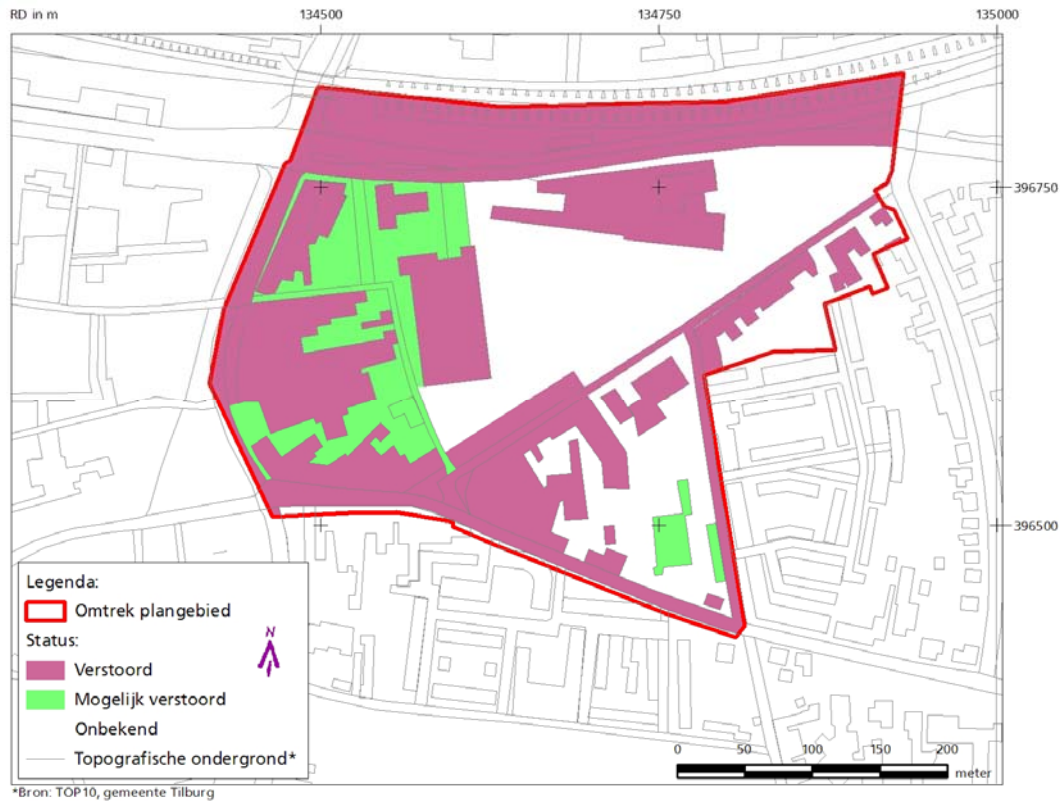 RD in m
134500
134750
135000
396750
396500
Legenda:
Omtrek plangebied
Status:
N
Verstoord
Mogelijk verstoord
Onbekend
Topografische ondergrond*
0 50 100 150 200
meter
*Bron: TOP10, gemeente Tilburg